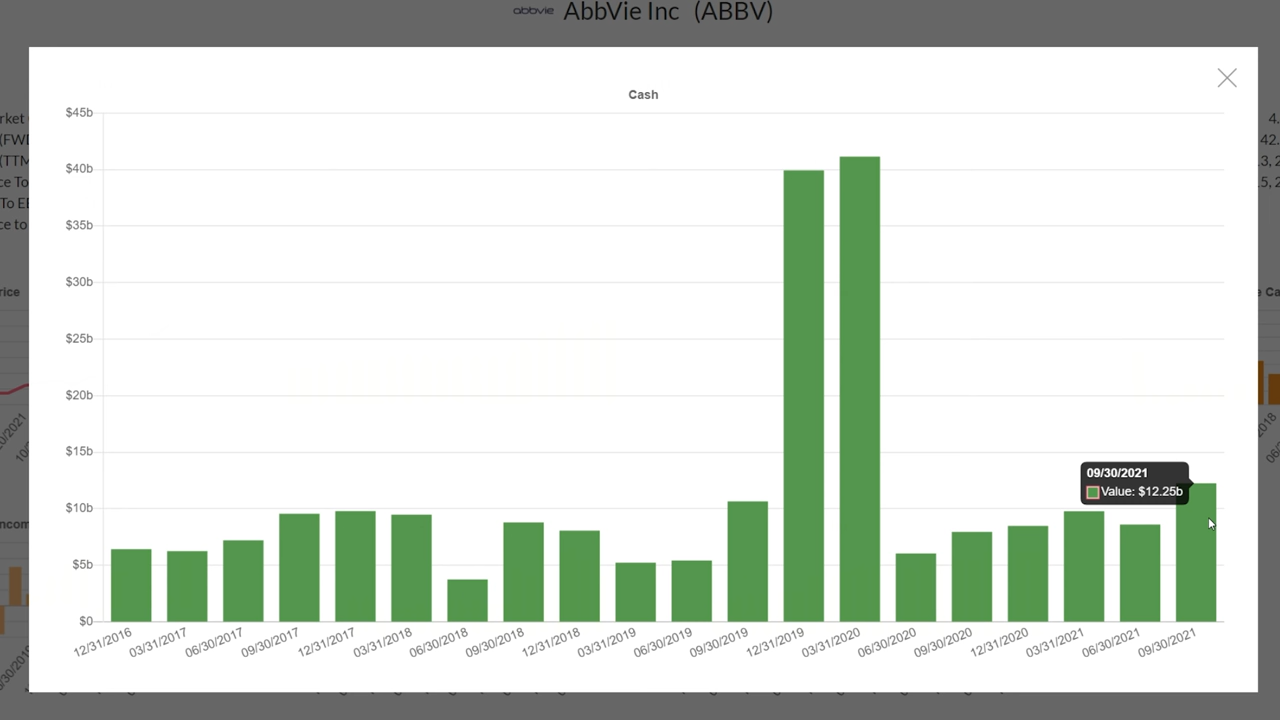 abbvie AbbVie Inc (ABBV)
Cash
$45b
$40b
$35b
$30b
$25b
$20b
$15b
$10b
$5b
$0
09/30/2021
Value: $12.25b
12/31/2016
03/31/2017
06/30/2017
09/30/2017
12/31/2017
03/31/2018
06/30/2018
09/30/2018
12/31/2018
03/31/2019
06/30/2019
09/30/2019
12/31/2019
03/31/2020
06/30/2020
09/30/2020
12/31/2020
03/31/2021
06/30/2021
09/30/2021